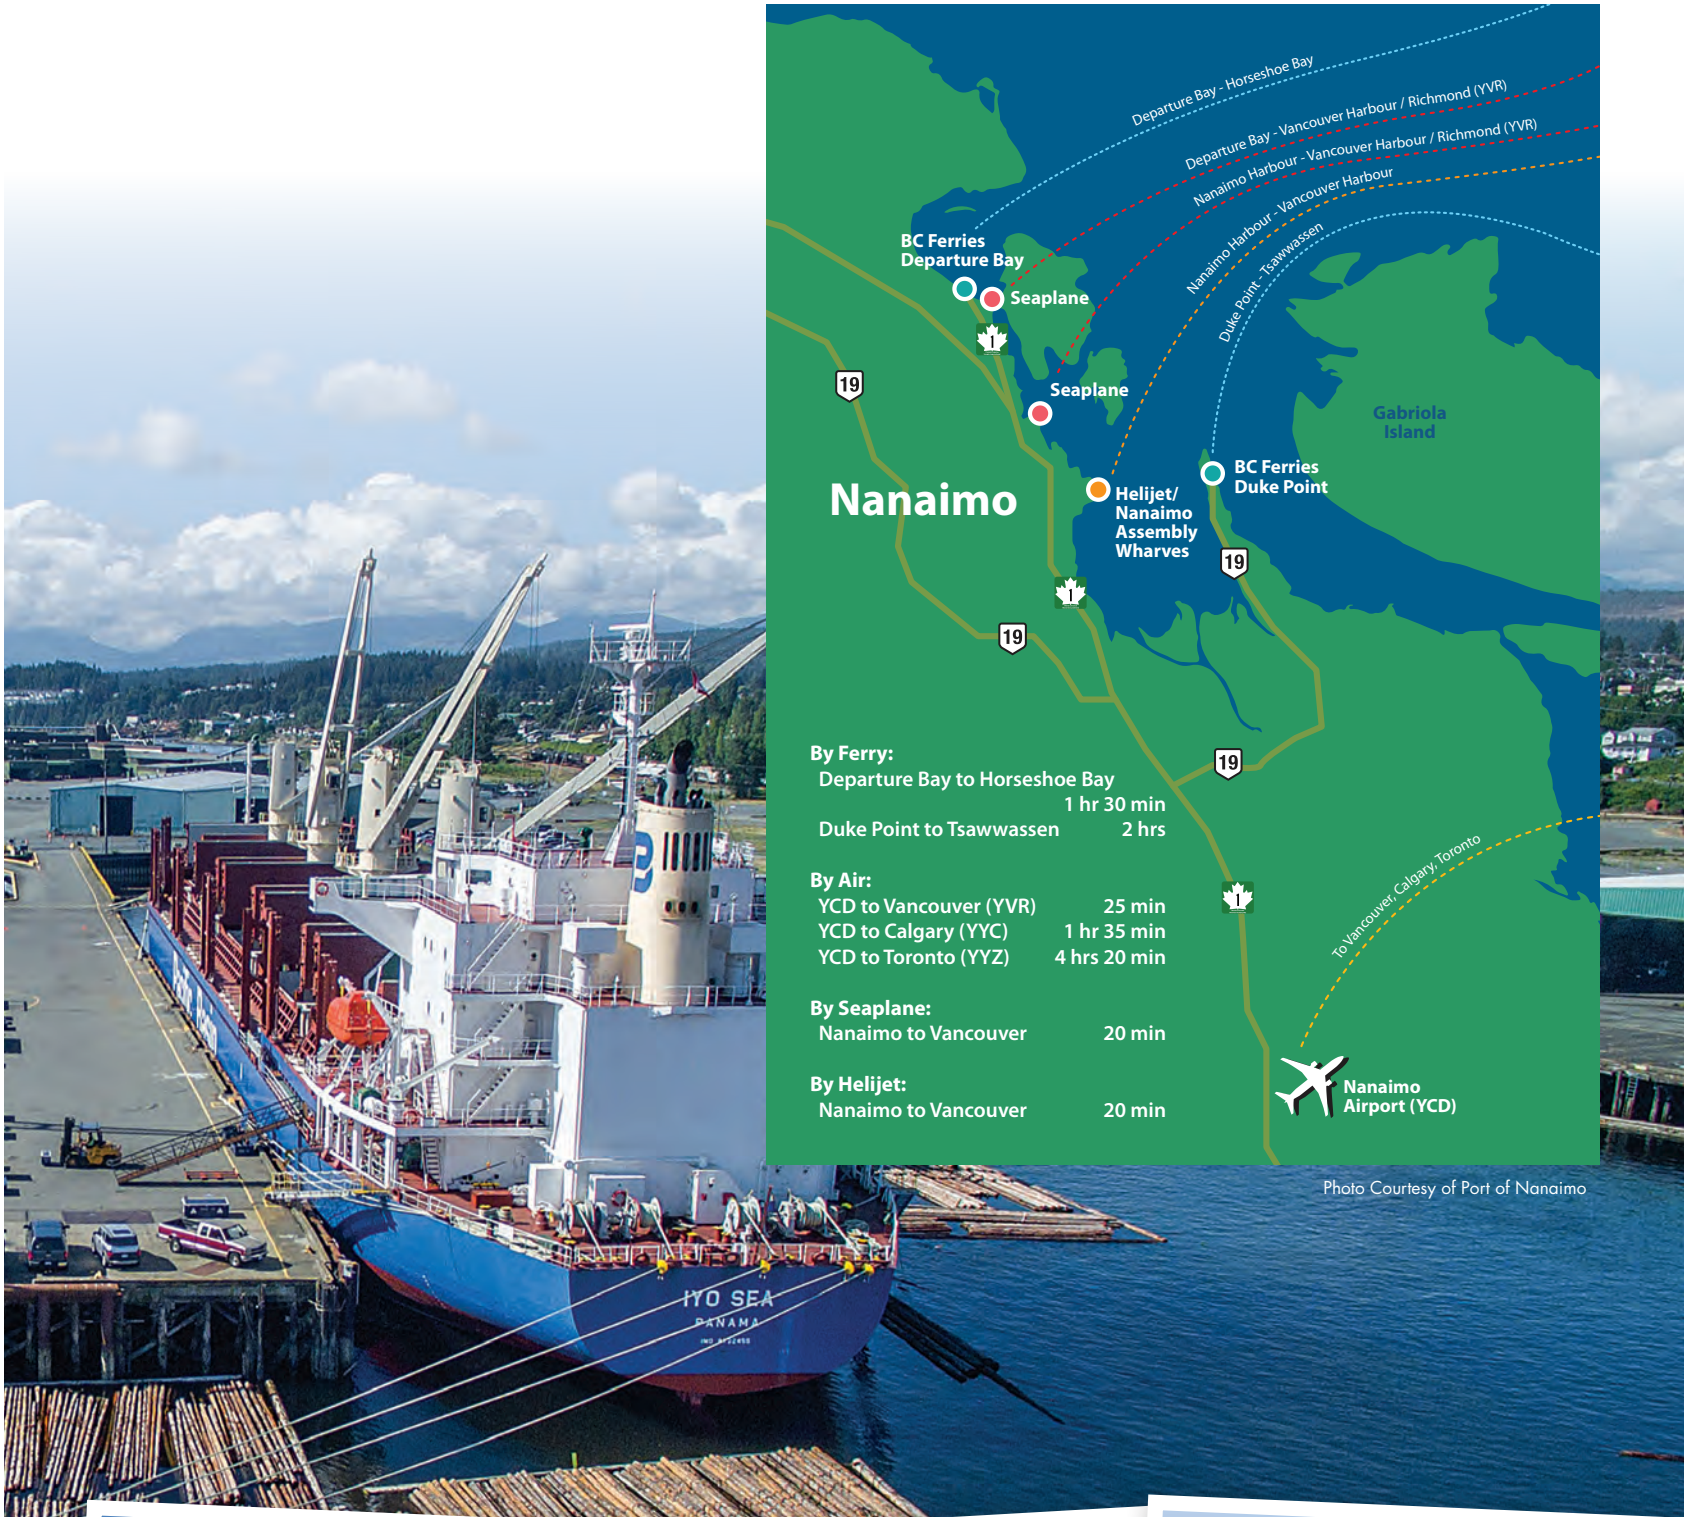 Departure Bay - Horseshoe Bay
Departure Bay - Vancouver Harbour / Richmond (YVR)
Nanaimo Harbour - Vancouver Harbour / Richmond (YVR)
Nanaimo Harbour - Vancouver Harbour
Duke Point - Tsawwassen
BC Ferries
Departure Bay
Seaplane
1
19
Seaplane
Gabriola
Island
BC Ferries
Duke Point
Nanaimo
Helijet/
Nanaimo
Assembly
Wharves
19
1
19
19
By Ferry:
Departure Bay to Horseshoe Bay
1 hr 30 min
Duke Point to Tsawwassen 2 hrs
By Air:
YCD to Vancouver (YVR) 25 min
YCD to Calgary (YYC) 1 hr 35 min
YCD to Toronto (YYZ) 4 hrs 20 min
By Seaplane:
Nanaimo to Vancouver 20 min
By Helijet:
Nanaimo to Vancouver 20 min
1
To Vancouver, Calgary, Toronto
Nanaimo
Airport (YCD)
Photo Courtesy of Port of Nanaimo
IYO SEA
PANAMA